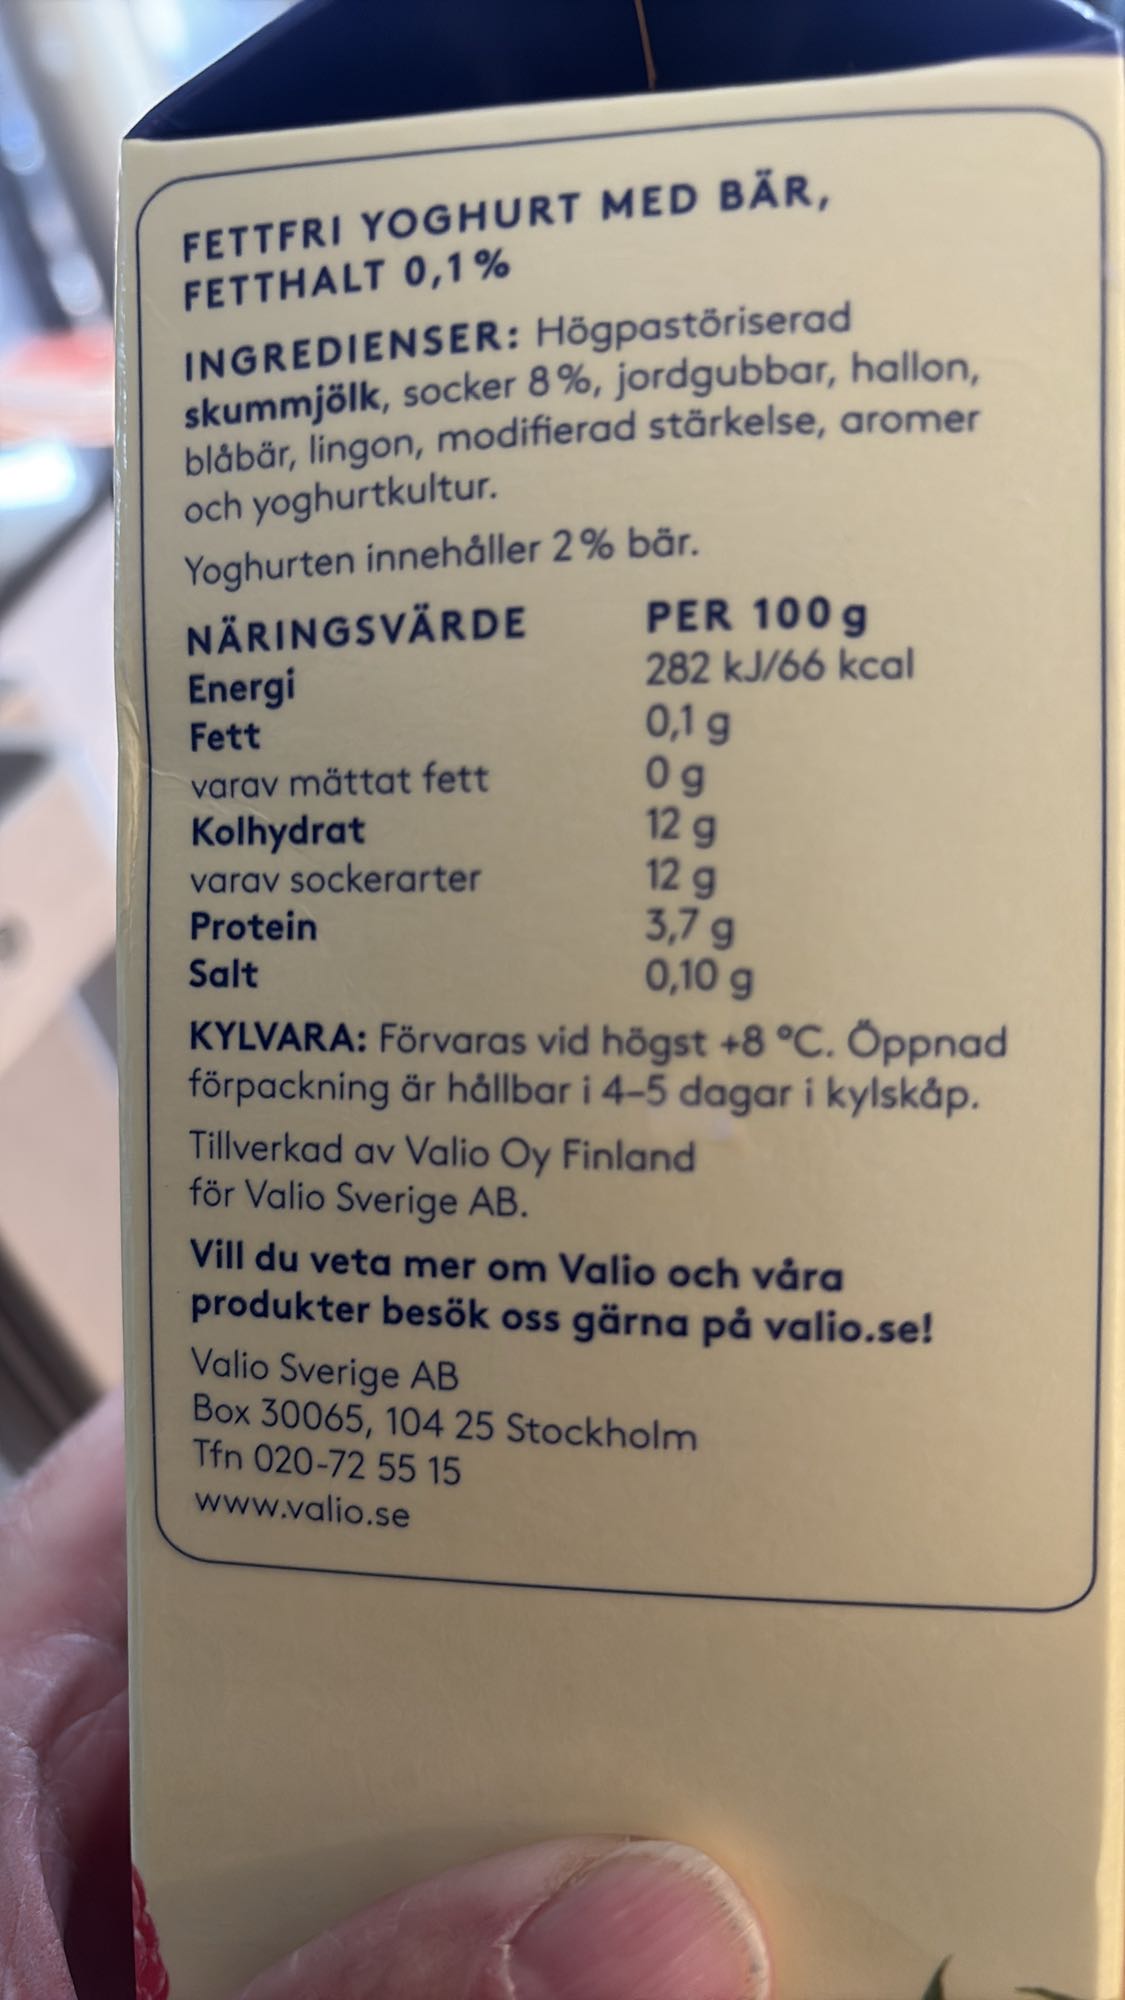 FETTFRI YOGHURT MED BÄR,
FETTHALT 0,1%
INGREDIENSER: Högpastöriserad
skummjölk, socker 8%, jordgubbar, hallon,
blåbär, lingon, modifierad stärkelse, aromer
och yoghurtkultur.
Yoghurten innehåller 2% bär.
NÄRINGSVÄRDE PER 100 g
Energi 282 kJ/66 kcal
Fett 0,1 g
varav mättat fett 0 g
Kolhydrat 12 g
varav sockerarter 12 g
Protein 3,7 g
Salt 0,10 g
KYLVARA: Förvaras vid högst +8 °C. Öppnad
förpackning är hållbar i 4–5 dagar i kylskåp.
Tillverkad av Valio Oy Finland
för Valio Sverige AB.
Vill du veta mer om Valio och våra
produkter besök oss gärna på valio.se!
Valio Sverige AB
Box 30065, 104 25 Stockholm
Tfn 020-72 55 15
www.valio.se